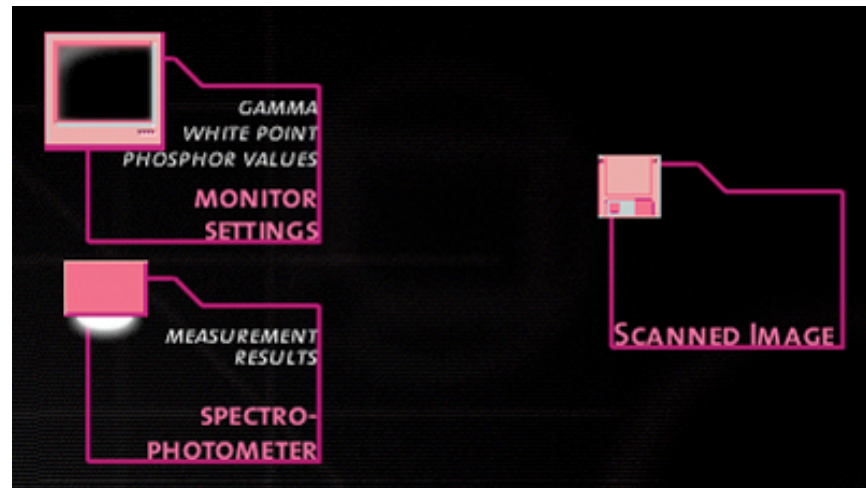 GAMMA
WHITE POINT
PHOSPHOR VALUES
MONITOR
SETTINGS
MEASUREMENT
RESULTS
SPECTRO-
PHOTOMETER
SCANNED IMAGE